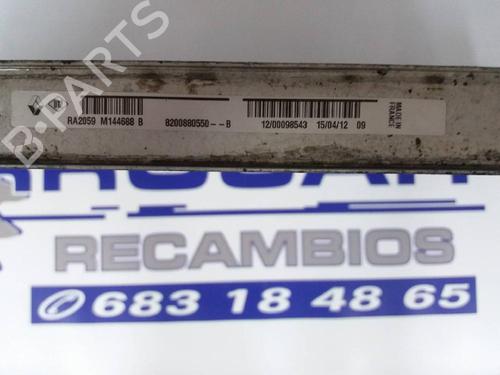 B-PARTS
RA2059 M144668 B
8200880550--B
12/00098543 15/04/12 09
MADE IN
FRANCE
RECAMBIOS
683 18 48 65